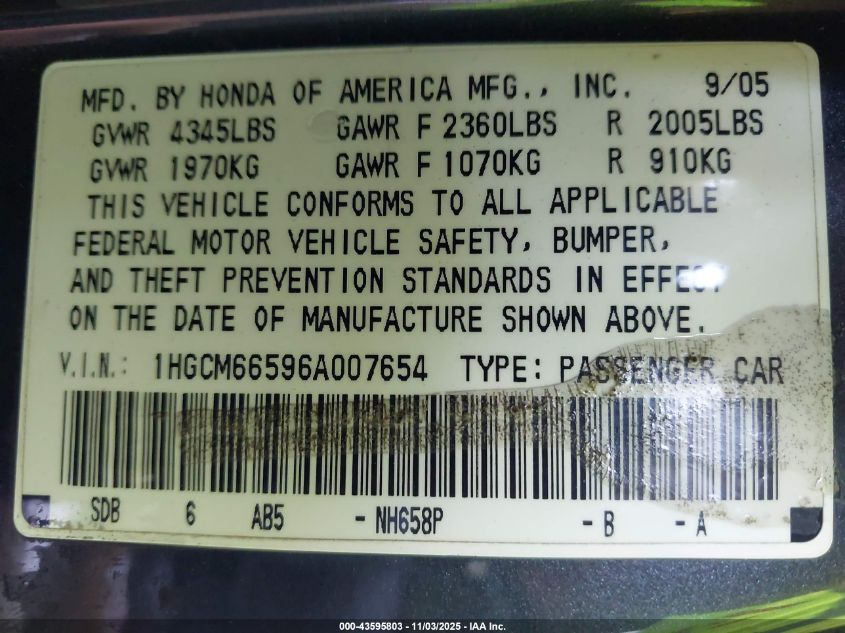 MFD. BY HONDA OF AMERICA MFG., INC. 9/05
GVWR 4345LBS GAWR F 2360LBS R 2005LBS
GVWR 1970KG GAWR F 1070KG R 910KG
THIS VEHICLE CONFORMS TO ALL APPLICABLE
FEDERAL MOTOR VEHICLE SAFETY, BUMPER,
AND THEFT PREVENTION STANDARDS IN EFFECT
ON THE DATE OF MANUFACTURE SHOWN ABOVE.
V.I.N.: 1HGCM66596A007654 TYPE: PASSENGER CAR
SDB 6 AB5 -NH658P -B -A
000-43595803 - 11/03/2025 - IAA Inc.